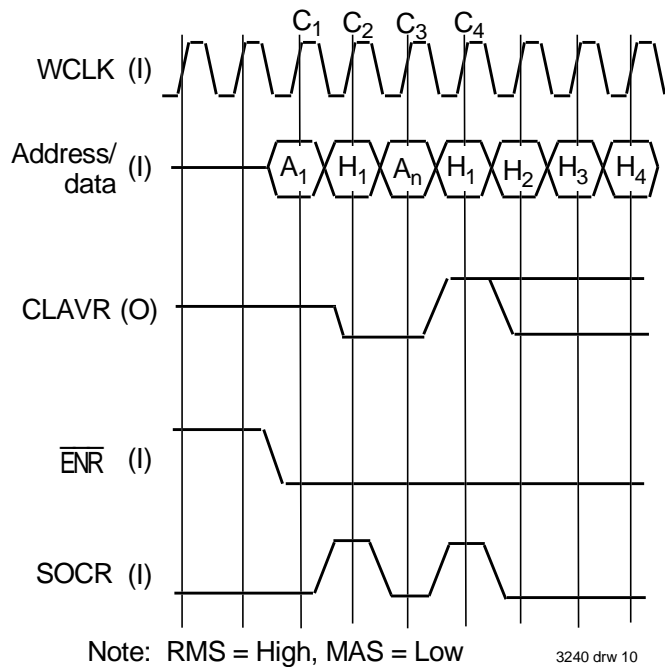 C₁ C₂ C₃ C₄
WCLK (I)
Address/
data (I)
A₁ H₁ Aₙ H₁ H₂ H₃ H₄
CLAVR (O)
E̅N̅R̅ (I)
SOCR (I)
Note: RMS = High, MAS = Low
3240 drw 10